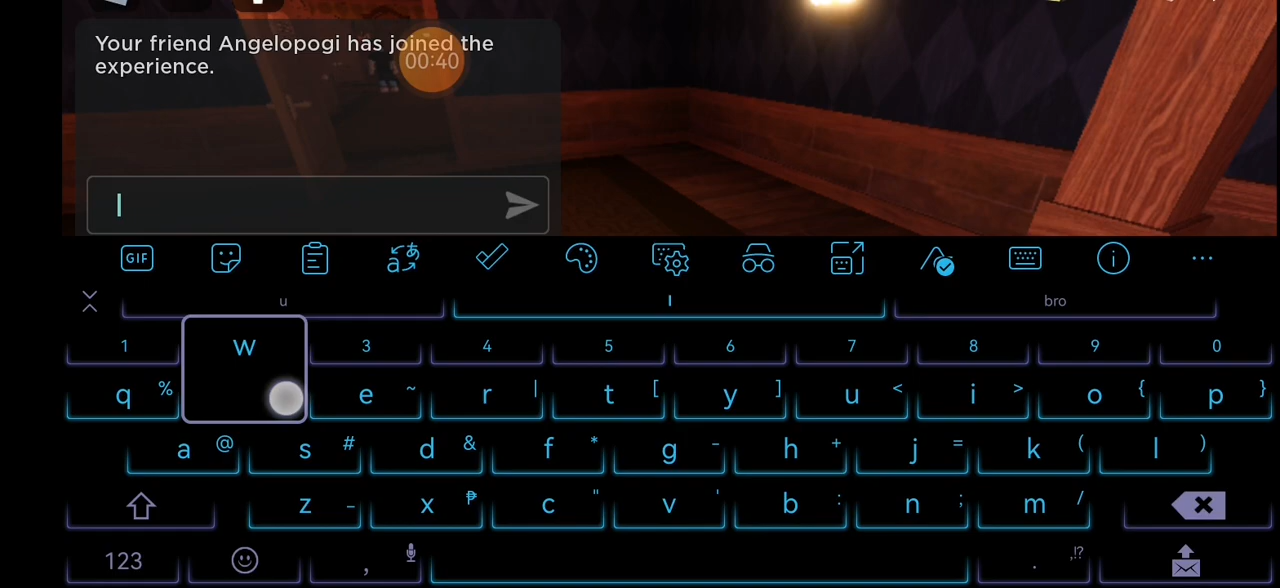 Your friend Angelopogi has joined the
experience.
00:40
GIF
u I bro
1 W 3 4 5 6 7 8 9 0
q % e ~ r | t [ y ] u < i > o { p }
a @ s # d & f * g - h + j = k ( l )
z _ x ₱ c " v ' b : n ; m /
123 , . ,!?